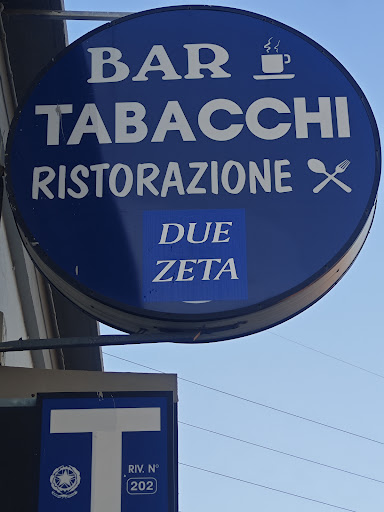 BAR
TABACCHI
RISTORAZIONE
DUE
ZETA
T
RIV. N°
202